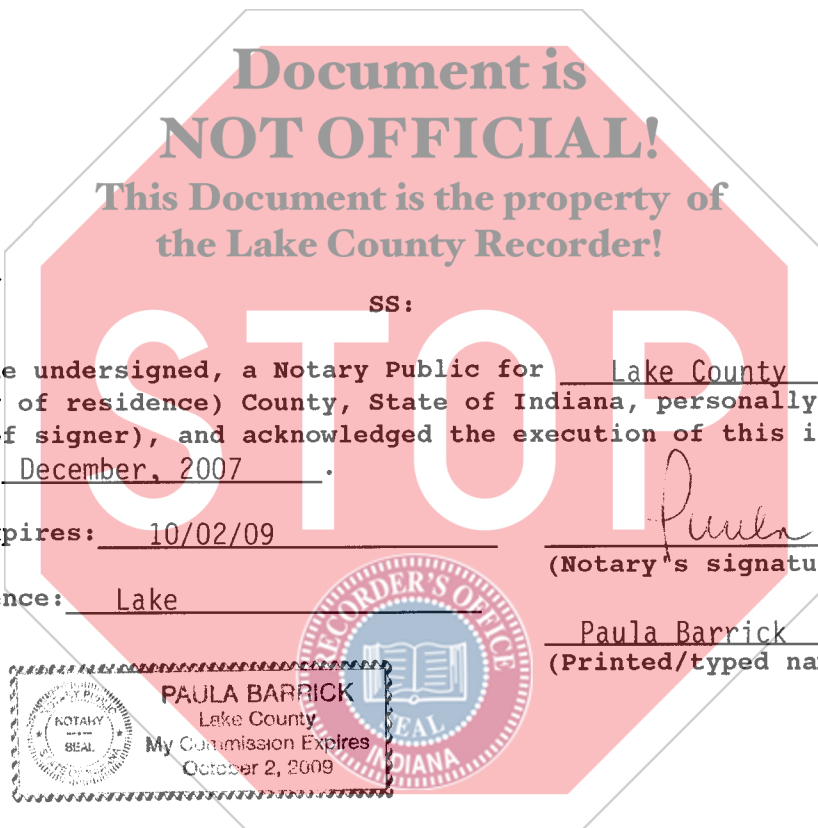 Document is
NOT OFFICIAL!
This Document is the property of
the Lake County Recorder!
SS:
e undersigned, a Notary Public for Lake County
of residence) County, State of Indiana, personally
f signer), and acknowledged the execution of this i
December, 2007 .
pires: 10/02/09
(Notary's signatu
nce: Lake
Paula Barrick
(Printed/typed na
STOP
RECORDER'S OFFICE
SEAL
INDIANA
NOTARY
SEAL
PAULA BARRICK
Lake County
My Commission Expires
October 2, 2009